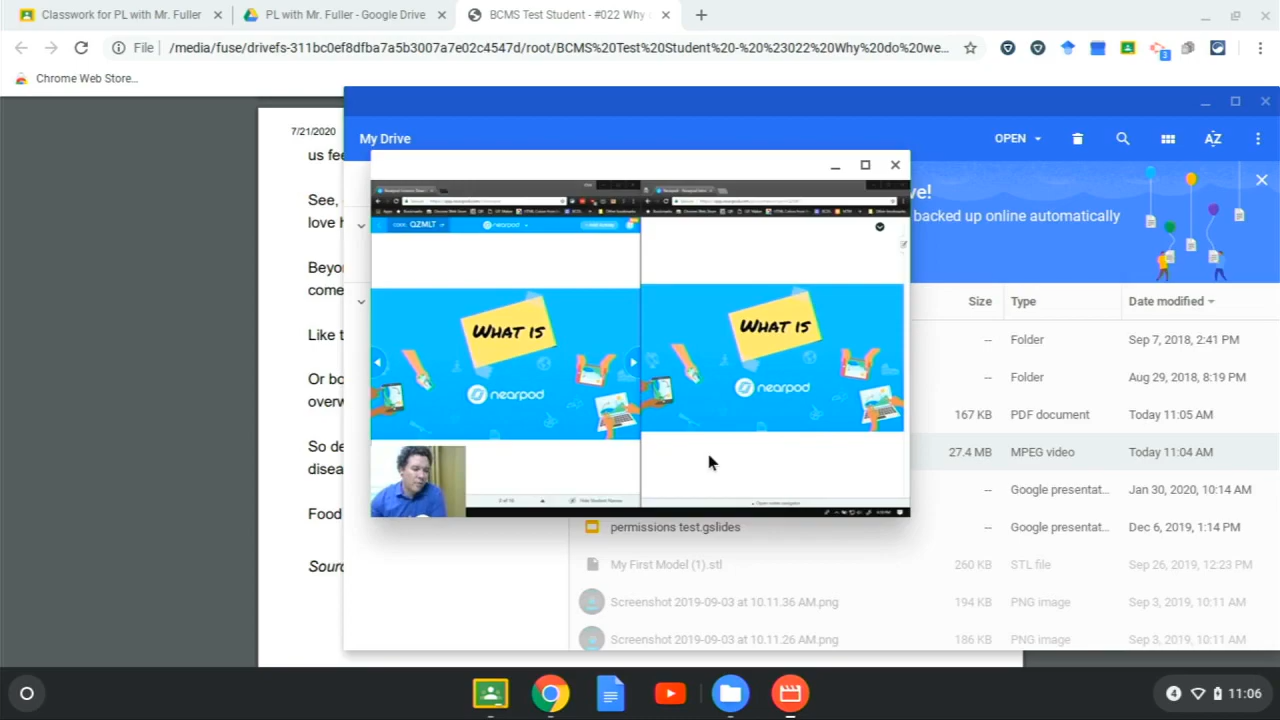 Classwork for PL with Mr. Fuller
PL with Mr. Fuller - Google Drive
BCMS Test Student - #022 Why
File
/media/fuse/drivefs-311bc0ef8dfba7a5b3007a7e02c4547d/root/BCMS%20Test%20Student%20-%20%23022%20Why%20do%20we...
3
Chrome Web Store...
7/21/2020
us fee
See,
love h
Beyo
come
Like t
Or bo
overw
So de
disea
Food
Sourc
My Drive
OPEN
AZ
ve!
backed up online automatically
Size Type Date modified
-- Folder Sep 7, 2018, 2:41 PM
-- Folder Aug 29, 2018, 8:19 PM
167 KB PDF document Today 11:05 AM
27.4 MB MPEG video Today 11:04 AM
-- Google presentat... Jan 30, 2020, 10:14 AM
permissions test.gslides -- Google presentat... Dec 6, 2019, 1:14 PM
My First Model (1).stl 260 KB STL file Sep 26, 2019, 12:23 PM
Screenshot 2019-09-03 at 10.11.36 AM.png 194 KB PNG image Sep 3, 2019, 10:11 AM
Screenshot 2019-09-03 at 10.11.26 AM.png 186 KB PNG image Sep 3, 2019, 10:11 AM
CODE: QZMLT
nearpod
WHAT IS
nearpod
WHAT IS
nearpod
4
11:06